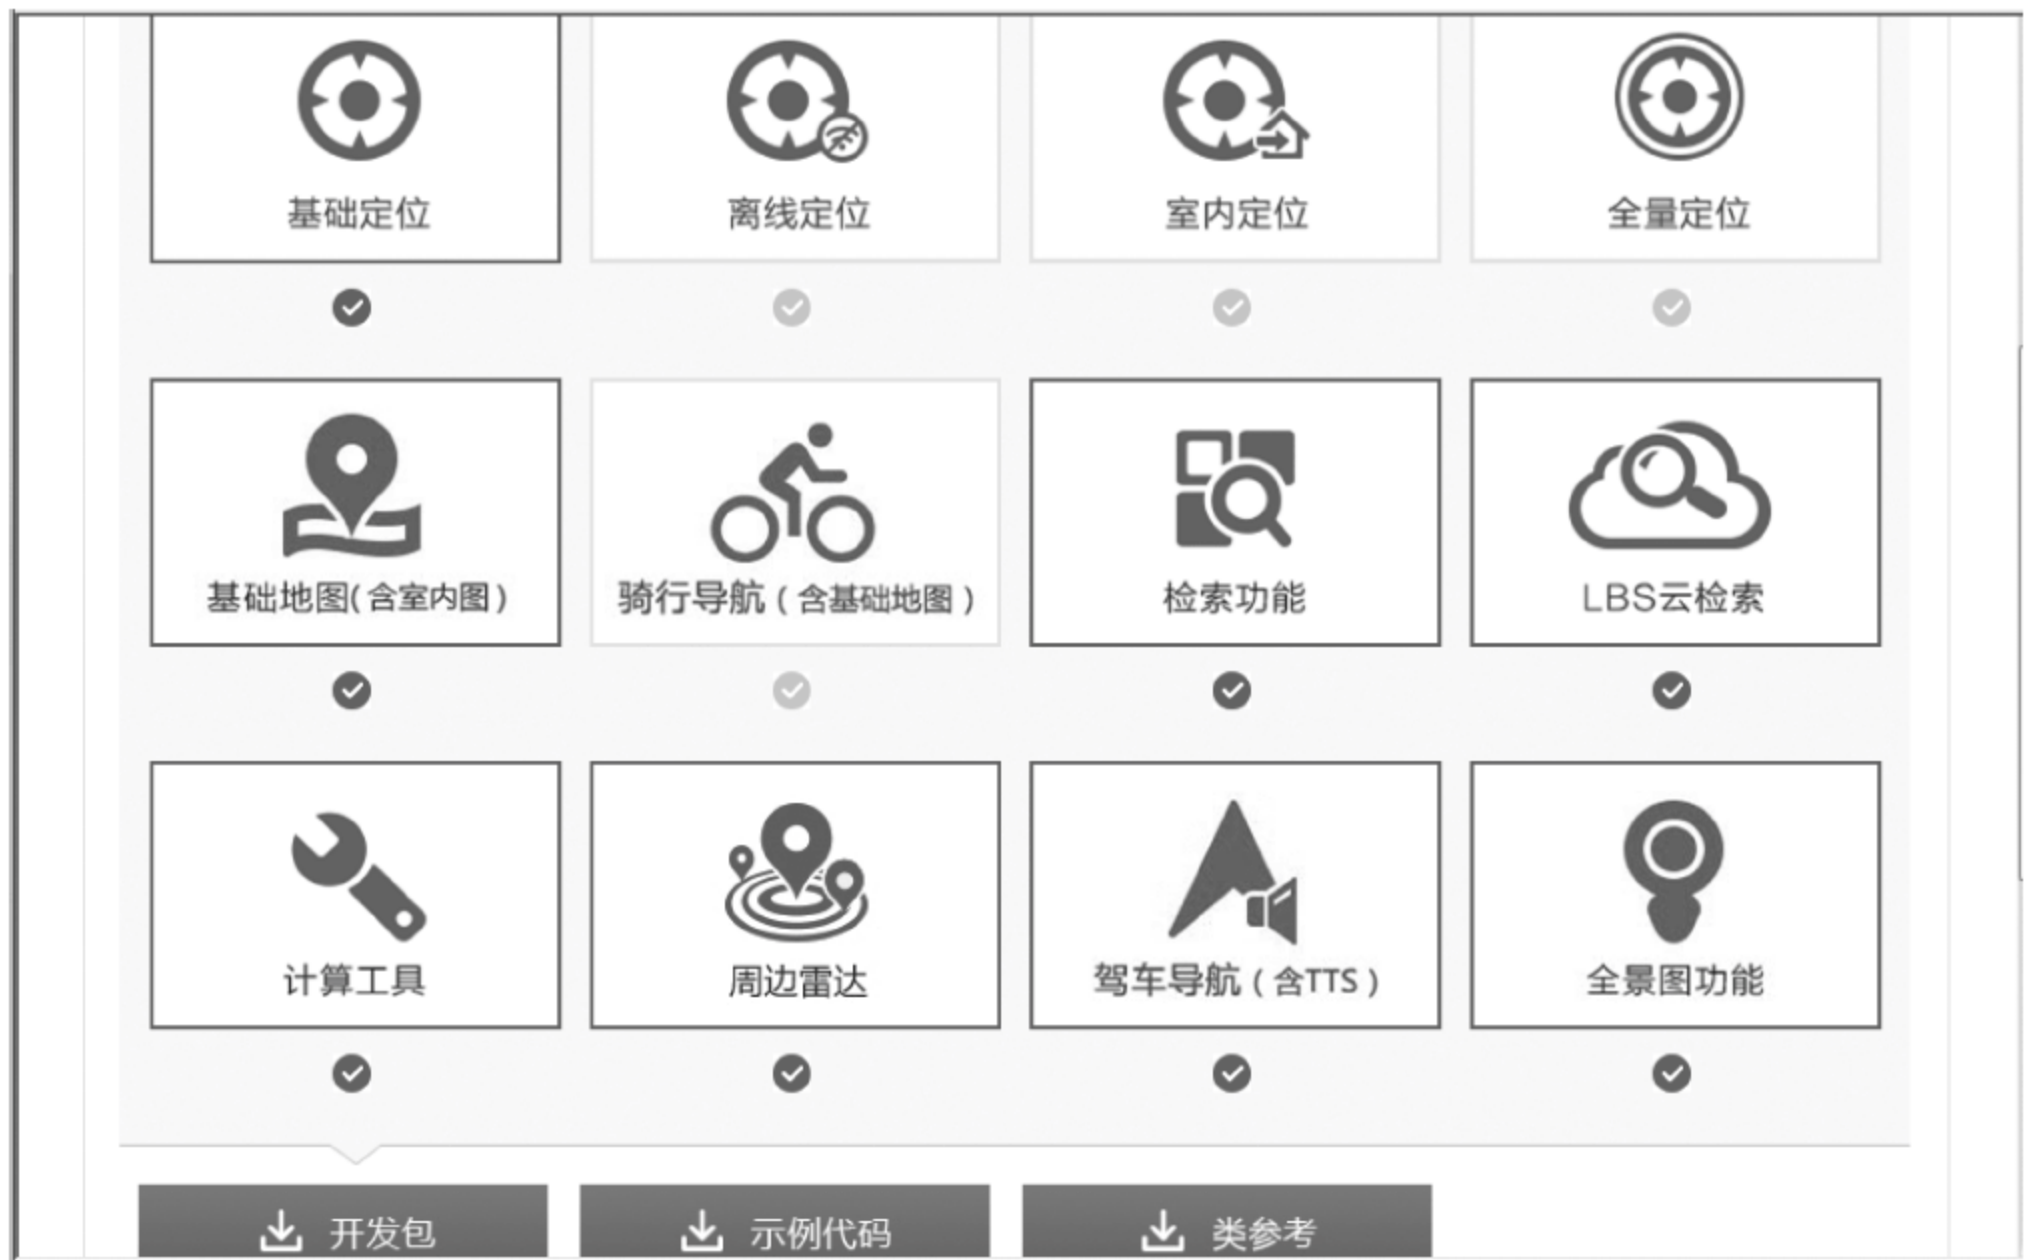 基础定位
离线定位
室内定位
全量定位
基础地图(含室内图)
骑行导航(含基础地图)
检索功能
LBS云检索
计算工具
周边雷达
驾车导航(含TTS)
全景图功能
开发包
示例代码
类参考